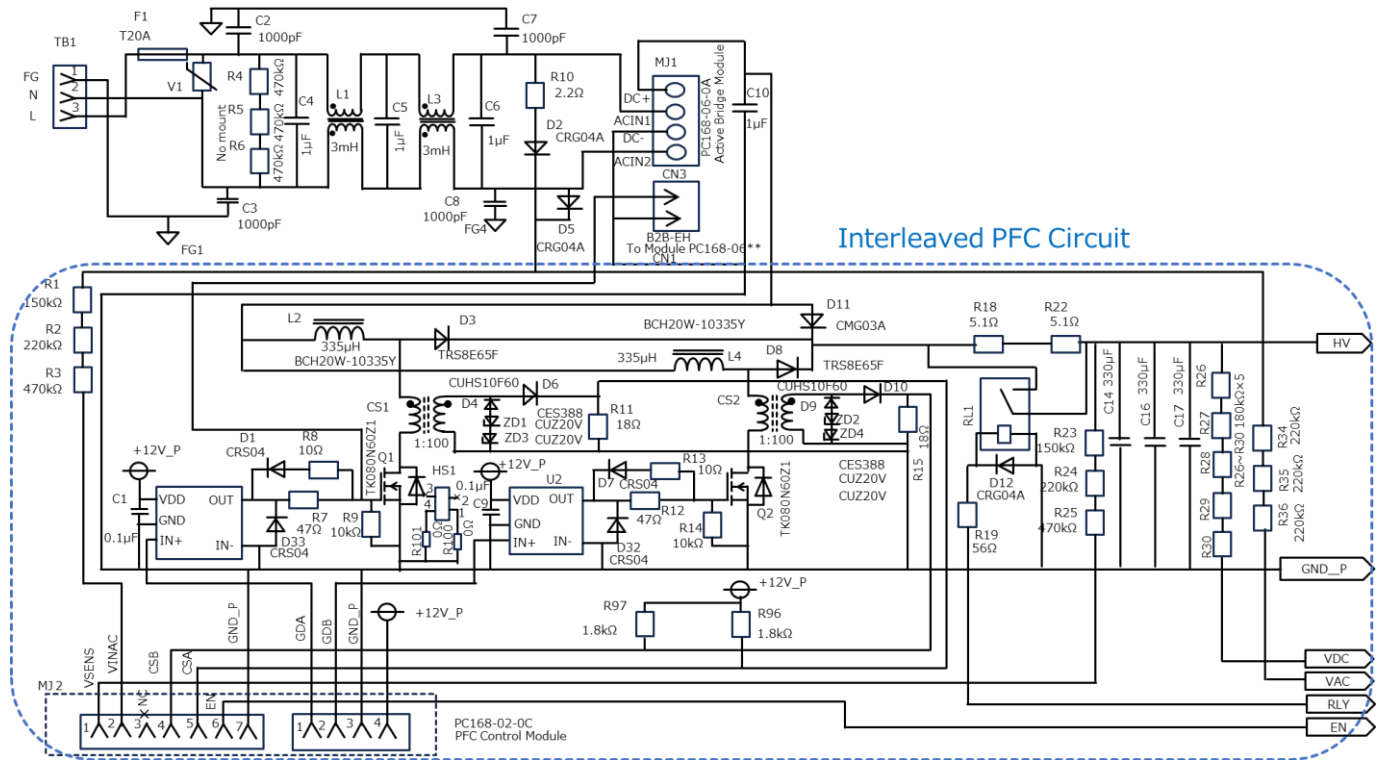 F1
T20A
TB1
FG
N
L
1
2
3
V1
C2
1000pF
R4
470kΩ
R5
470kΩ
R6
470kΩ
No mount
C4
1µF
L1
3mH
C5
1µF
L3
3mH
C6
1µF
C7
1000pF
R10
2.2Ω
D2
CRG04A
MJ1
DC+
ACIN1
DC-
ACIN2
PC168-06-0A
Active Bridge Module
C10
1µF
C3
1000pF
FG1
C8
1000pF
FG4
D5
CRG04A
CN3
B2B-EH
To Module PC168-06**
CN1
Interleaved PFC Circuit
R1
150kΩ
R2
220kΩ
R3
470kΩ
L2
335µH
BCH20W-10335Y
D3
TRS8E65F
BCH20W-10335Y
335µH
L4
D11
CMG03A
D8
TRS8E65F
R18
5.1Ω
R22
5.1Ω
HV
CS1
1:100
CUHS10F60
D6
D4
ZD1
ZD3
CES388
CUZ20V
CUZ20V
R11
18Ω
CS2
1:100
CUHS10F60
D10
D9
ZD2
ZD4
R15
18Ω
CES388
CUZ20V
CUZ20V
RL1
D12
CRG04A
R19
56Ω
R23
150kΩ
R24
220kΩ
R25
470kΩ
C14 330µF
C16 330µF
C17 330µF
R26
R27
R28
R29
R30
R26~R30 180kΩ×5
R34
220kΩ
R35
220kΩ
R36
220kΩ
+12V_P
C1
0.1µF
VDD
OUT
GND
IN+
IN-
D1
CRS04
R8
10Ω
R7
47Ω
D33
CRS04
R9
10kΩ
Q1
TK080N60Z1
HS1
3
4
2
1
R101
0Ω
R100
0Ω
+12V_P
0.1µF
C9
U2
VDD
OUT
GND
IN+
IN-
D7
CRS04
R13
10Ω
R12
47Ω
D32
CRS04
R14
10kΩ
Q2
TK080N60Z1
GND__P
+12V_P
R97
1.8kΩ
R96
1.8kΩ
+12V_P
VSENS
VINAC
NC
CSB
CSA
EN
GND_P
GDA
GDB
GND_P
MJ2
1
2
3
4
5
6
7
1
2
3
4
PC168-02-0C
PFC Control Module
VDC
VAC
RLY
EN